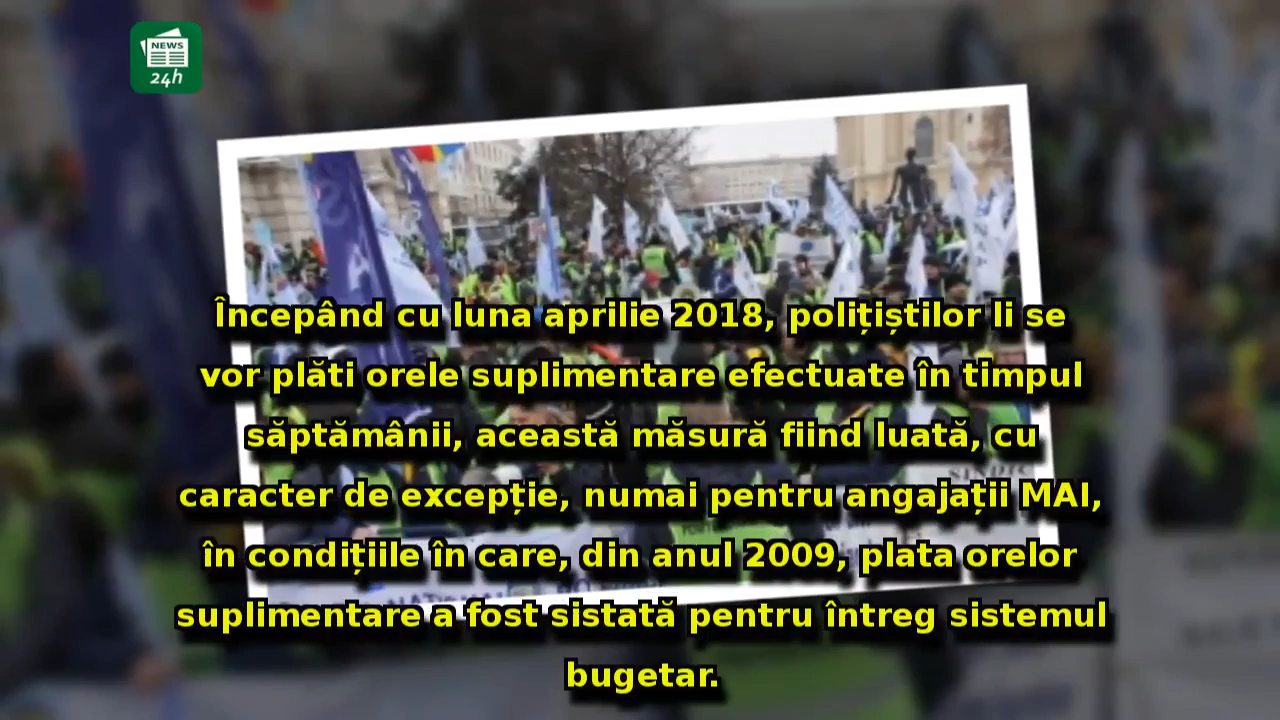 NEWS
24h
Începând cu luna aprilie 2018, polițiștilor li se
vor plăti orele suplimentare efectuate în timpul
săptămânii, această măsură fiind luată, cu
caracter de excepție, numai pentru angajații MAI,
în condițiile în care, din anul 2009, plata orelor
suplimentare a fost sistată pentru întreg sistemul
bugetar.